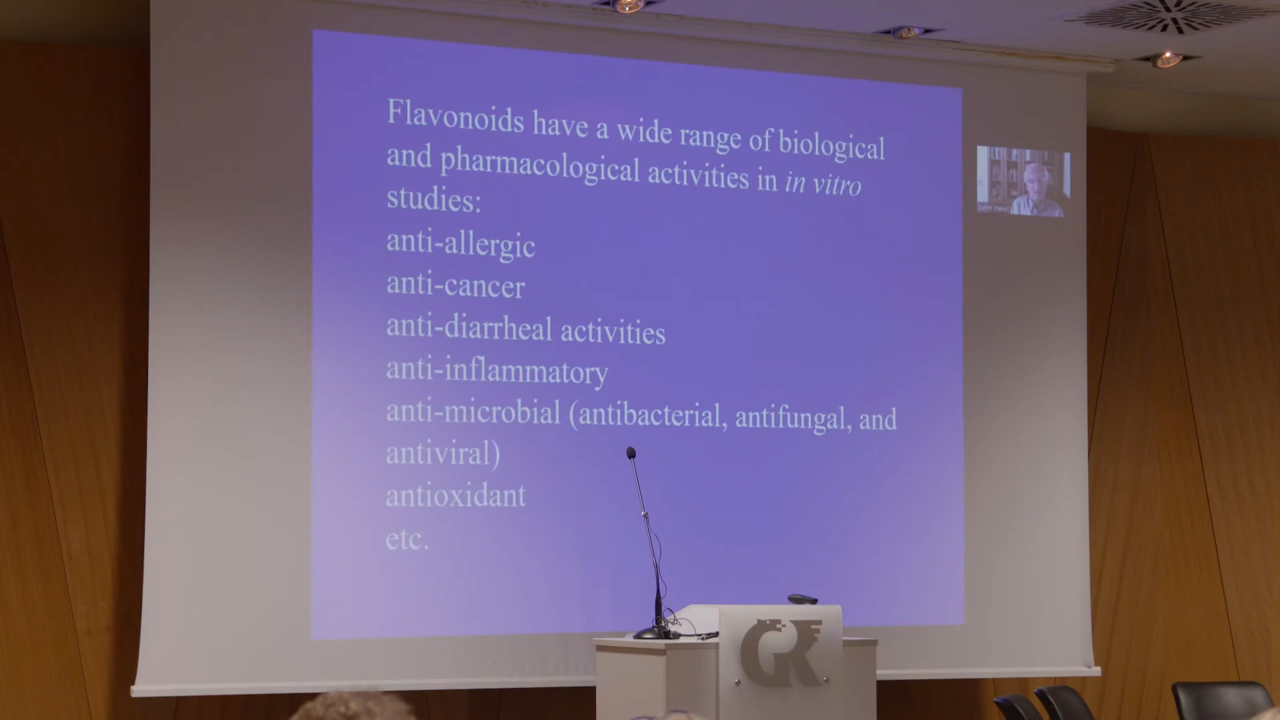 Flavonoids have a wide range of biological
and pharmacological activities in in vitro
studies:
anti-allergic
anti-cancer
anti-diarrheal activities
anti-inflammatory
anti-microbial (antibacterial, antifungal, and
antiviral)
antioxidant
etc.